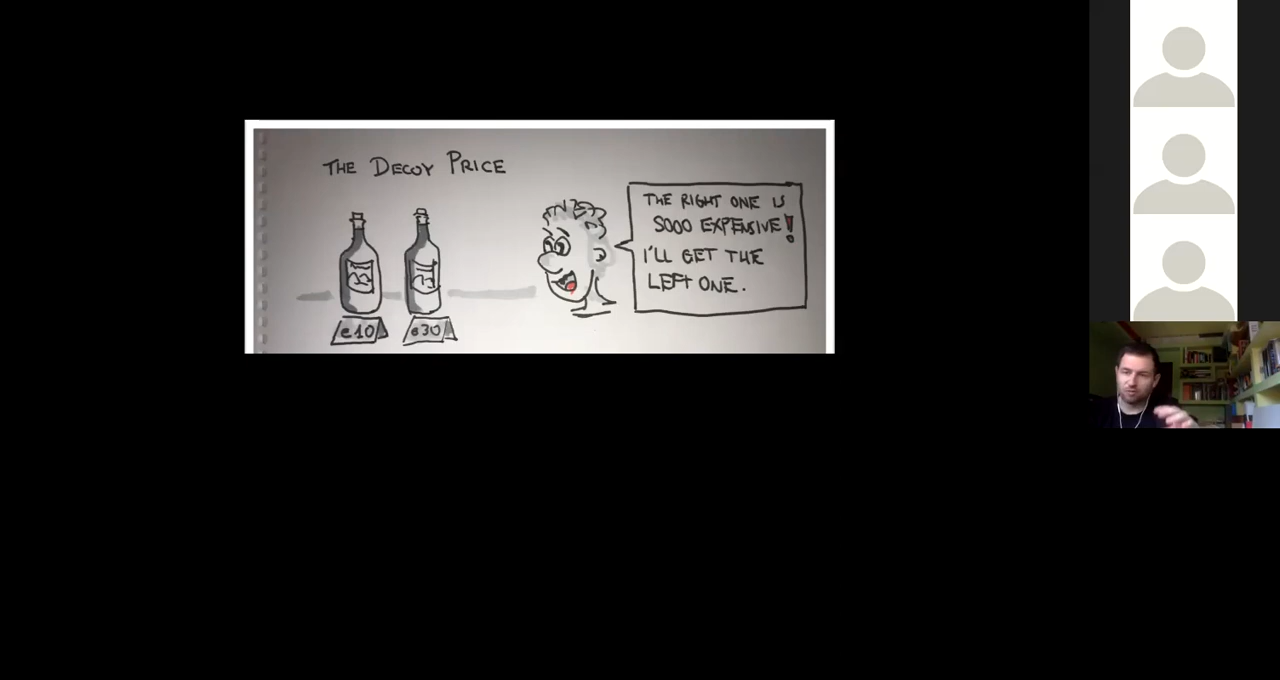 THE DECOY PRICE
THE RIGHT ONE IS
SOOO EXPENSIVE!
I'LL GET THE
LEFT ONE.
€10
€30